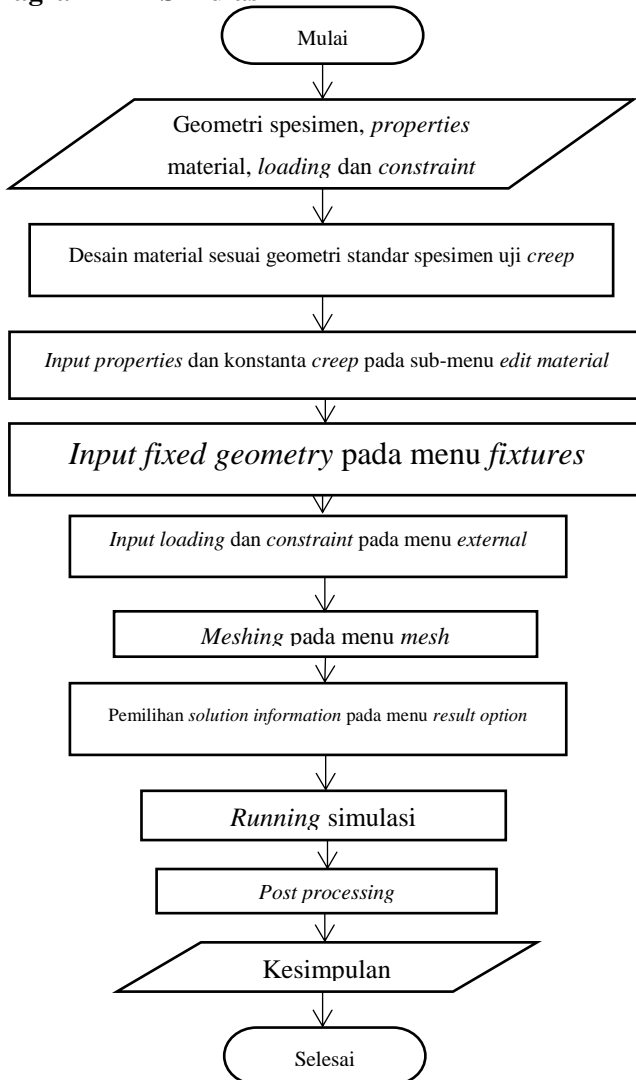 Mulai
Geometri spesimen, properties
material, loading dan constraint
Desain material sesuai geometri standar spesimen uji creep
Input properties dan konstanta creep pada sub-menu edit material
Input fixed geometry pada menu fixtures
Input loading dan constraint pada menu external
Meshing pada menu mesh
Pemilihan solution information pada menu result option
Running simulasi
Post processing
Kesimpulan
Selesai